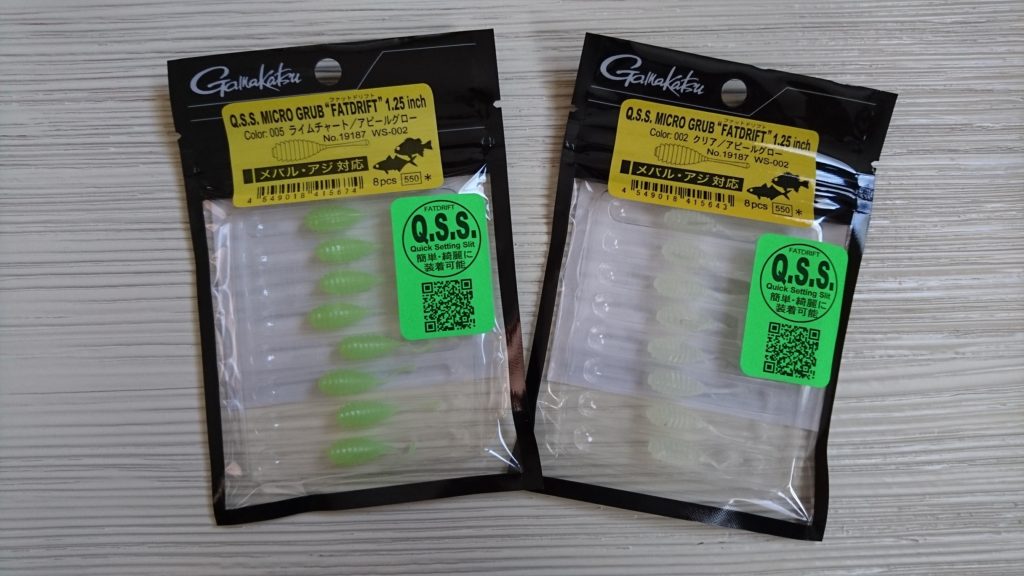 Gamakatsu
ファットドリフト
Q.S.S. MICRO GRUB "FATDRIFT" 1.25 inch
Color: 005 ライムチャート／アピールグロー
No.19187 WS-002
■メバル・アジ対応
8pcs 550 *
4 549018 415674
FATDRIFT
Q.S.S.
Quick Setting Slit
簡単・綺麗に
装着可能
Gamakatsu
ファットドリフト
Q.S.S. MICRO GRUB "FATDRIFT" 1.25 inch
Color: 002 クリア／アピールグロー
No.19187 WS-002
■メバル・アジ対応
8pcs 550 *
4 549018 415643
FATDRIFT
Q.S.S.
Quick Setting Slit
簡単・綺麗に
装着可能